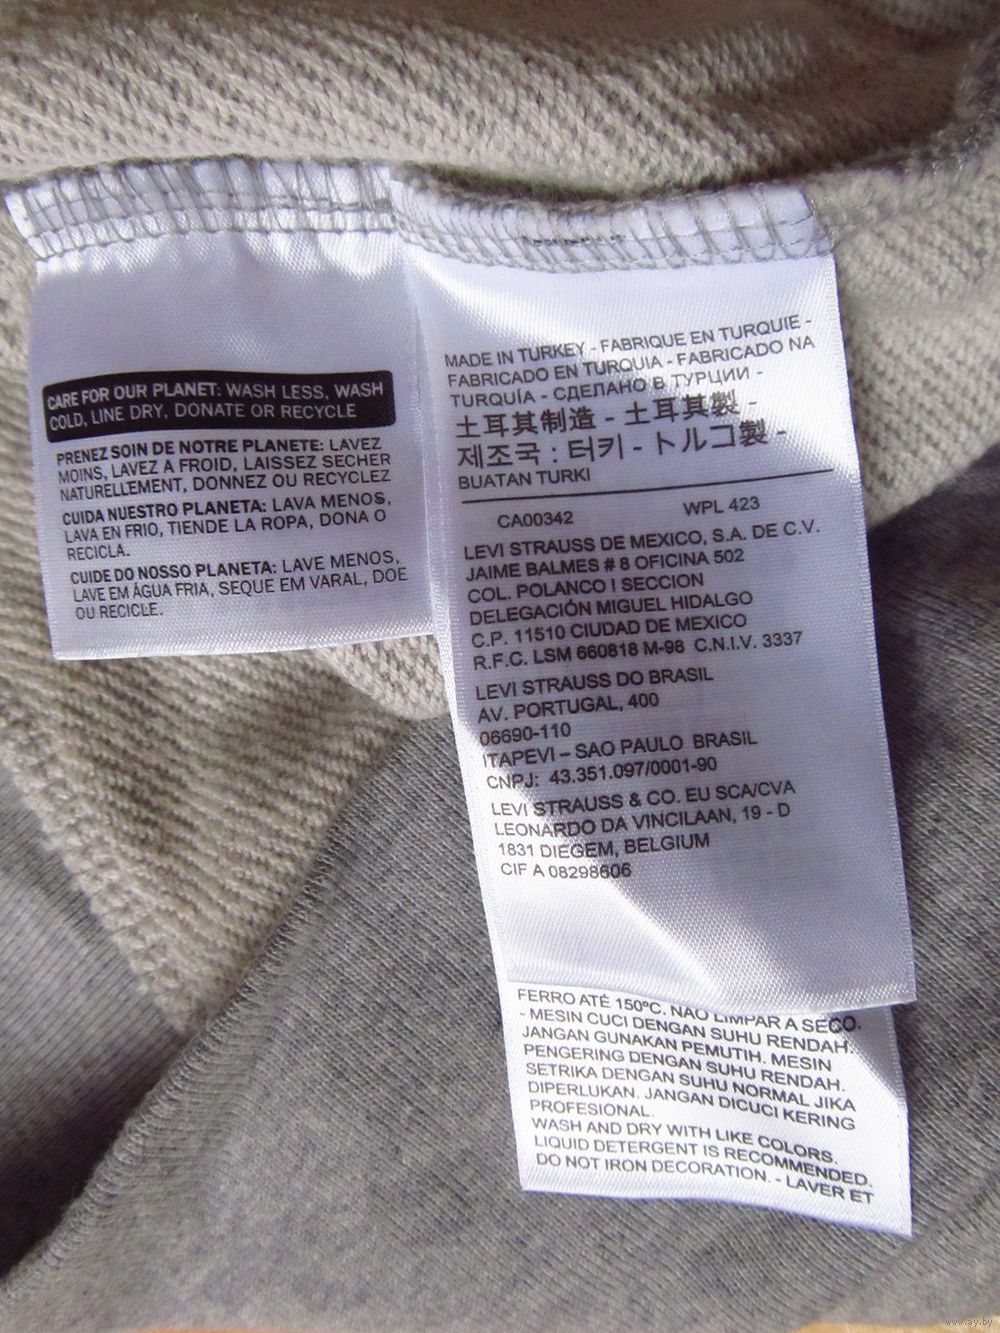 CARE FOR OUR PLANET: WASH LESS, WASH
COLD, LINE DRY, DONATE OR RECYCLE
PRENEZ SOIN DE NOTRE PLANETE: LAVEZ
MOINS, LAVEZ A FROID, LAISSEZ SECHER
NATURELLEMENT, DONNEZ OU RECYCLEZ
CUIDA NUESTRO PLANETA: LAVA MENOS,
LAVA EN FRIO, TIENDE LA ROPA, DONA O
RECICLA.
CUIDE DO NOSSO PLANETA: LAVE MENOS,
LAVE EM ÁGUA FRIA, SEQUE EM VARAL, DOE
OU RECICLE.
MADE IN TURKEY - FABRIQUE EN TURQUIE -
FABRICADO EN TURQUIA - FABRICADO NA
TURQUÍA - СДЕЛАНО В ТУРЦИИ -
土耳其制造 - 土耳其製 -
제조국 : 터키 - トルコ製 -
BUATAN TURKI
CA00342 WPL 423
LEVI STRAUSS DE MEXICO, S.A. DE C.V.
JAIME BALMES # 8 OFICINA 502
COL. POLANCO I SECCION
DELEGACIÓN MIGUEL HIDALGO
C.P. 11510 CIUDAD DE MEXICO
R.F.C. LSM 660818 M-98 C.N.I.V. 3337
LEVI STRAUSS DO BRASIL
AV. PORTUGAL, 400
06690-110
ITAPEVI – SAO PAULO BRASIL
CNPJ: 43.351.097/0001-90
LEVI STRAUSS & CO. EU SCA/CVA
LEONARDO DA VINCILAAN, 19 - D
1831 DIEGEM, BELGIUM
CIF A 08298606
FERRO ATÉ 150ºC. NÃO LIMPAR A SECO.
- MESIN CUCI DENGAN SUHU RENDAH.
JANGAN GUNAKAN PEMUTIH. MESIN
PENGERING DENGAN SUHU RENDAH.
SETRIKA DENGAN SUHU NORMAL JIKA
DIPERLUKAN. JANGAN DICUCI KERING
PROFESIONAL.
WASH AND DRY WITH LIKE COLORS.
LIQUID DETERGENT IS RECOMMENDED.
DO NOT IRON DECORATION. - LAVER ET
www.ay.by